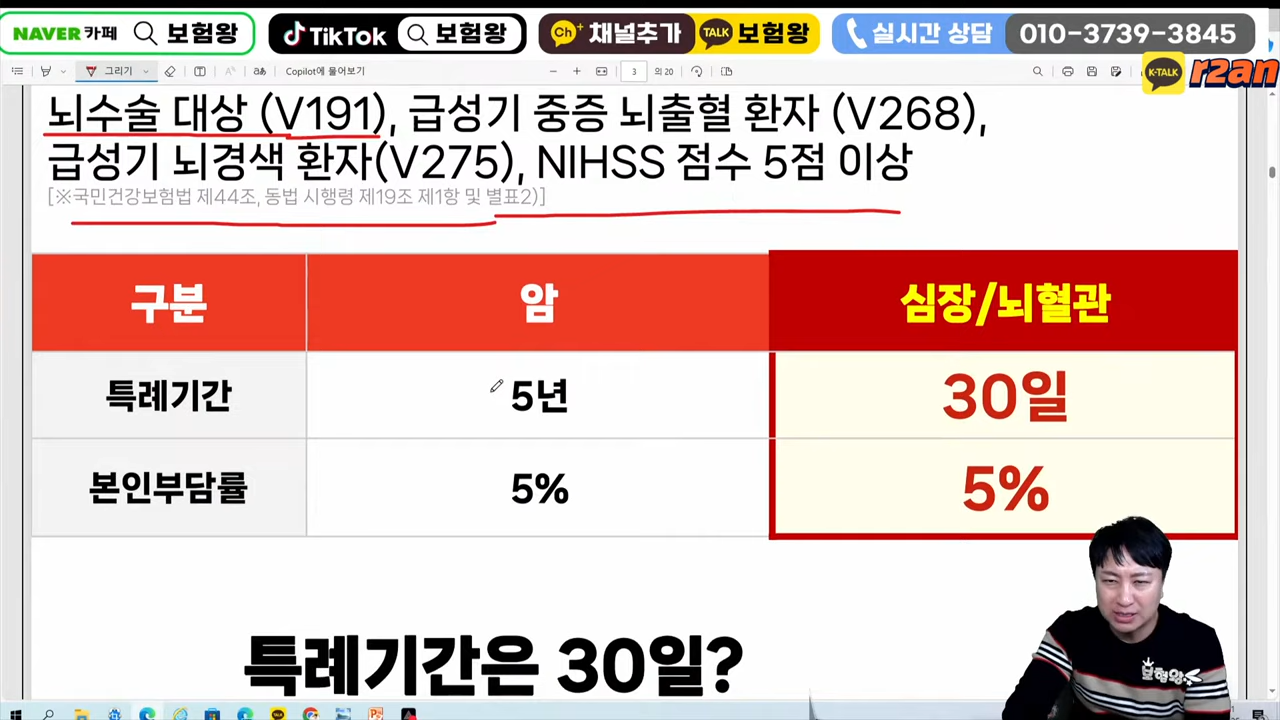 NAVER 카페 보험왕
TikTok 보험왕
Ch+ 채널추가 TALK 보험왕
실시간 상담 010-3739-3845
K-TALK r2an
그리기
Copilot에 물어보기
3 의 20
뇌수술 대상 (V191), 급성기 중증 뇌출혈 환자 (V268),
급성기 뇌경색 환자(V275), NIHSS 점수 5점 이상
[※국민건강보험법 제44조, 동법 시행령 제19조 제1항 및 별표2)]
구분 암 심장/뇌혈관
특례기간 5년 30일
본인부담률 5% 5%
특례기간은 30일?
보험왕